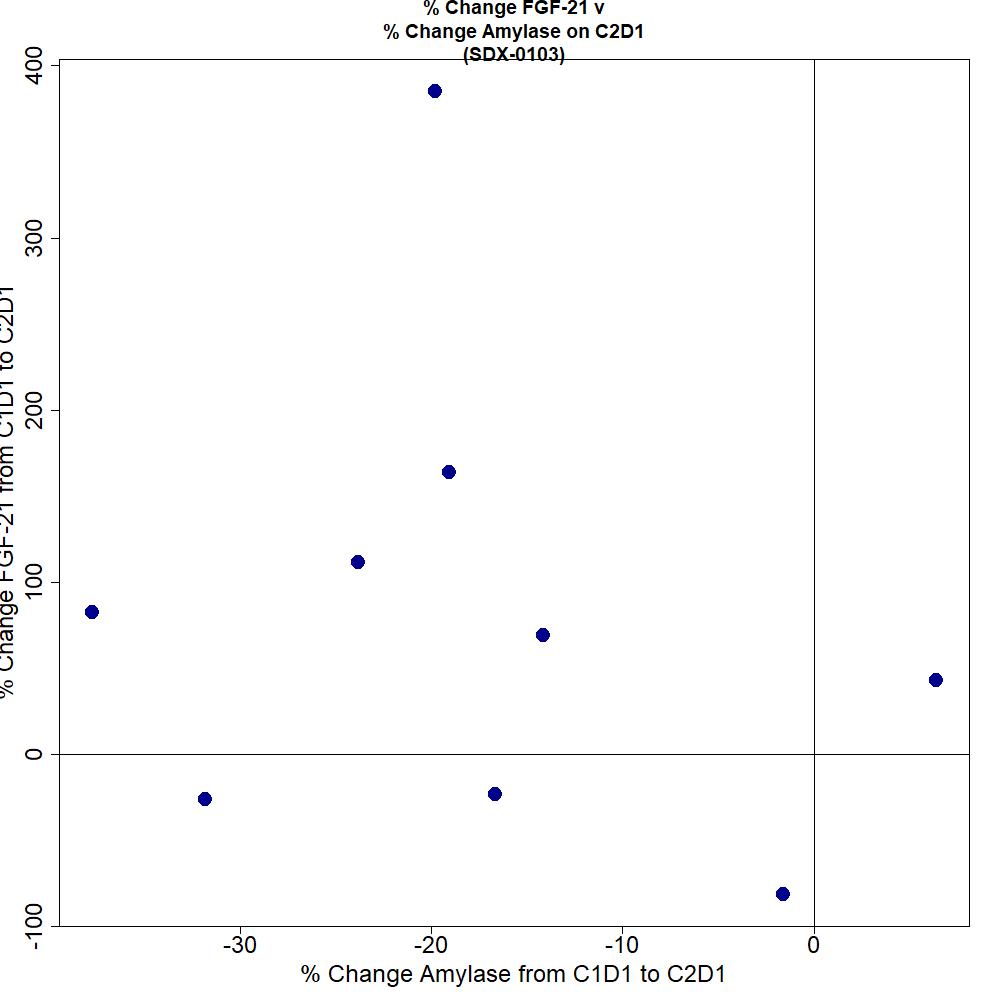 % Change FGF-21 v
% Change Amylase on C2D1
(SDX-0103)
% Change FGF-21 from C1D1 to C2D1
400
300
200
100
0
-100
-30
-20
-10
0
% Change Amylase from C1D1 to C2D1